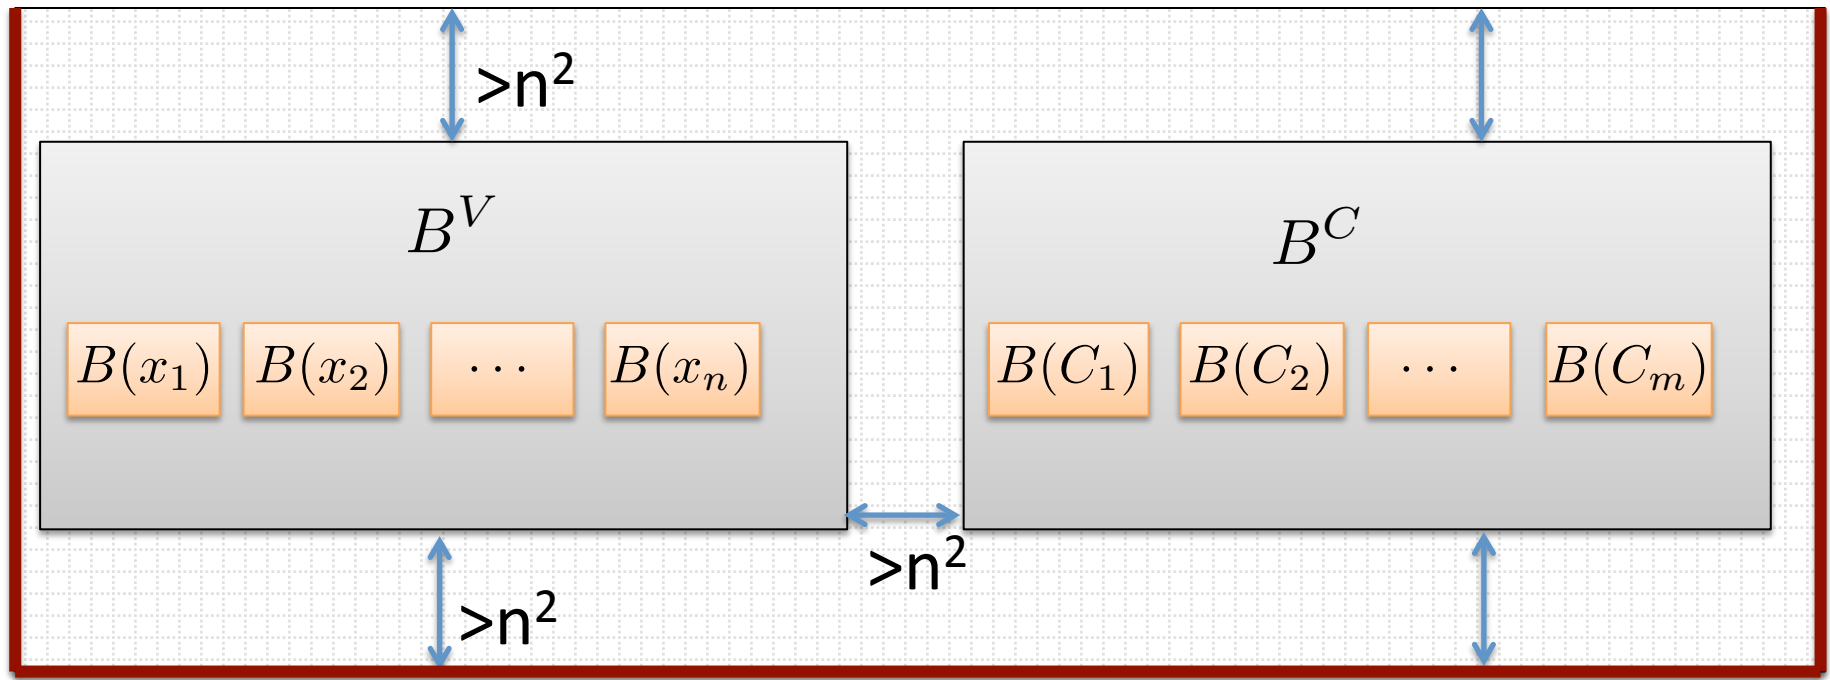 >n²
B^V
B^C
B(x₁) B(x₂) ⋯ B(xₙ)
B(C₁) B(C₂) ⋯ B(Cₘ)
>n²
>n²